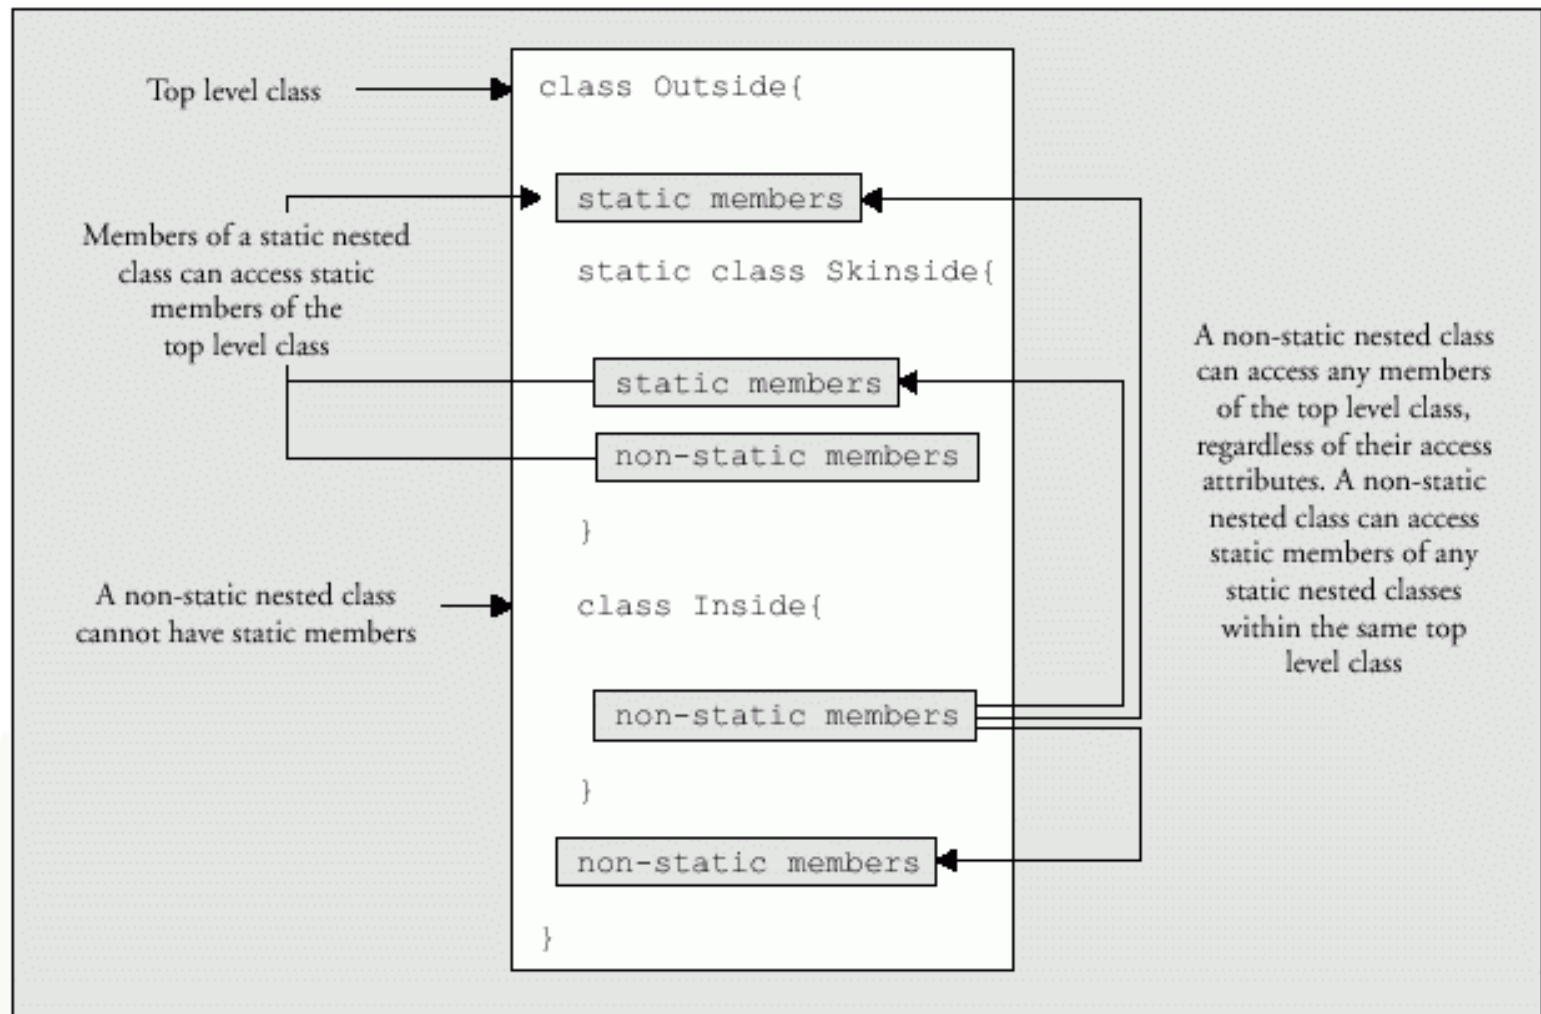 Top level class
class Outside{
static members
Members of a static nested
class can access static
members of the
top level class
static class Skinside{
static members
non-static members
}
A non-static nested class
cannot have static members
class Inside{
non-static members
}
non-static members
}
A non-static nested class
can access any members
of the top level class,
regardless of their access
attributes. A non-static
nested class can access
static members of any
static nested classes
within the same top
level class